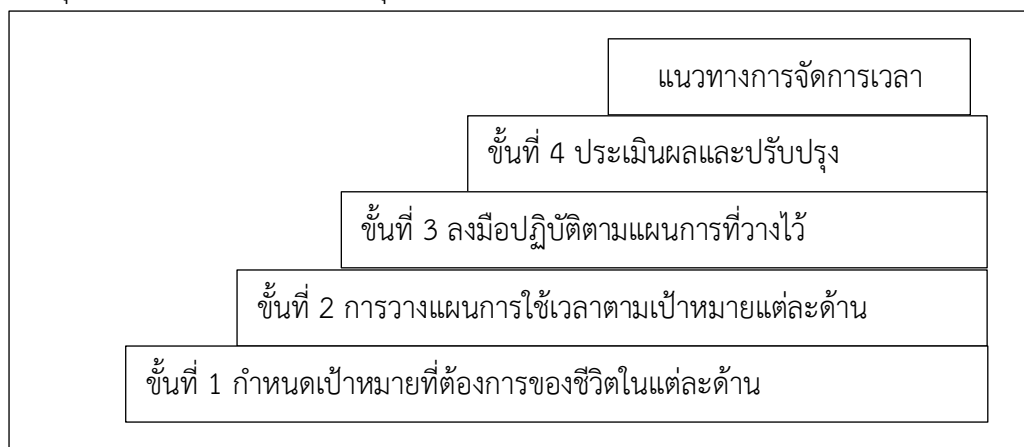 แนวทางการจัดการเวลา
ขั้นที่ 4 ประเมินผลและปรับปรุง
ขั้นที่ 3 ลงมือปฏิบัติตามแผนการที่วางไว้
ขั้นที่ 2 การวางแผนการใช้เวลาตามเป้าหมายแต่ละด้าน
ขั้นที่ 1 กำหนดเป้าหมายที่ต้องการของชีวิตในแต่ละด้าน